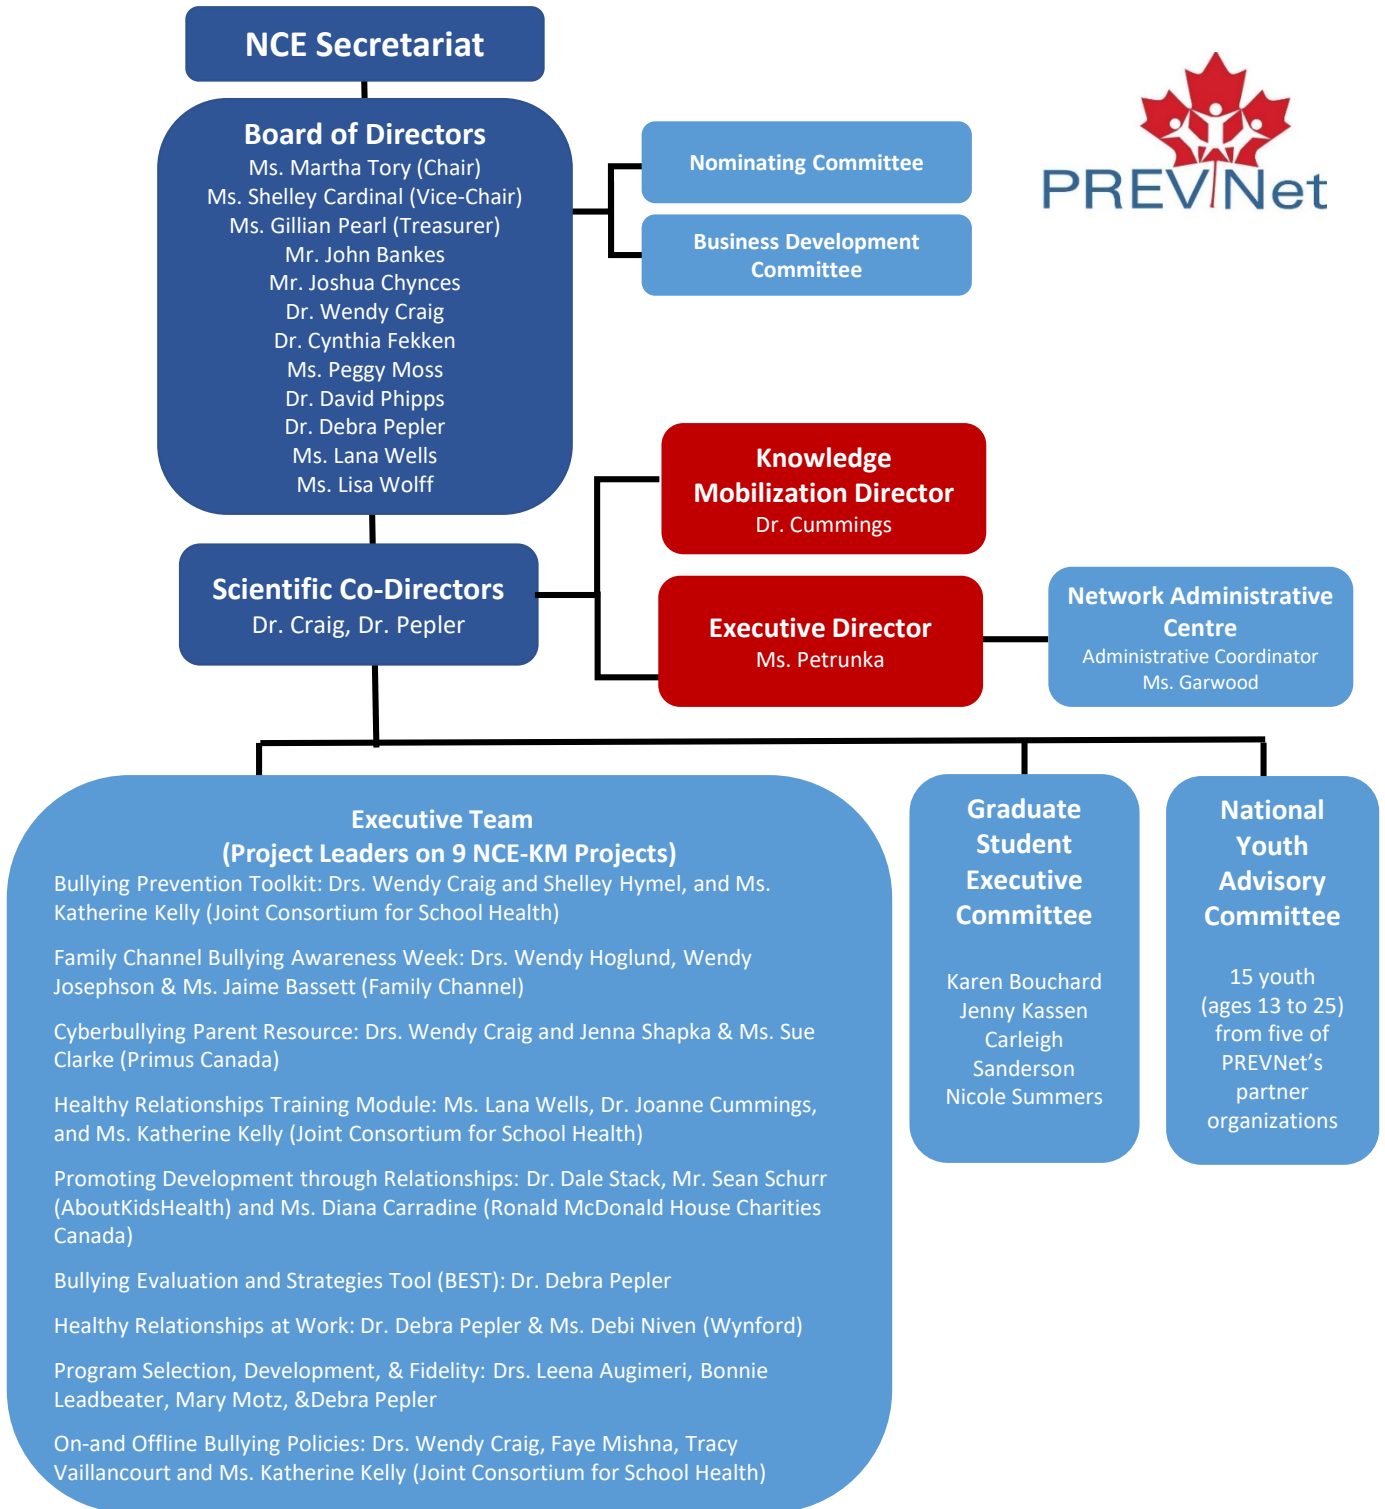 NCE Secretariat
Board of Directors
Ms. Martha Tory (Chair)
Ms. Shelley Cardinal (Vice-Chair)
Ms. Gillian Pearl (Treasurer)
Mr. John Bankes
Mr. Joshua Chynces
Dr. Wendy Craig
Dr. Cynthia Fekken
Ms. Peggy Moss
Dr. David Phipps
Dr. Debra Pepler
Ms. Lana Wells
Ms. Lisa Wolff
Nominating Committee
Business Development
Committee
PREVNet
Scientific Co-Directors
Dr. Craig, Dr. Pepler
Knowledge
Mobilization Director
Dr. Cummings
Executive Director
Ms. Petrunka
Network Administrative
Centre
Administrative Coordinator
Ms. Garwood
Executive Team
(Project Leaders on 9 NCE-KM Projects)
Bullying Prevention Toolkit: Drs. Wendy Craig and Shelley Hymel, and Ms.
Katherine Kelly (Joint Consortium for School Health)
Family Channel Bullying Awareness Week: Drs. Wendy Hoglund, Wendy
Josephson & Ms. Jaime Bassett (Family Channel)
Cyberbullying Parent Resource: Drs. Wendy Craig and Jenna Shapka & Ms. Sue
Clarke (Primus Canada)
Healthy Relationships Training Module: Ms. Lana Wells, Dr. Joanne Cummings,
and Ms. Katherine Kelly (Joint Consortium for School Health)
Promoting Development through Relationships: Dr. Dale Stack, Mr. Sean Schurr
(AboutKidsHealth) and Ms. Diana Carradine (Ronald McDonald House Charities
Canada)
Bullying Evaluation and Strategies Tool (BEST): Dr. Debra Pepler
Healthy Relationships at Work: Dr. Debra Pepler & Ms. Debi Niven (Wynford)
Program Selection, Development, & Fidelity: Drs. Leena Augimeri, Bonnie
Leadbeater, Mary Motz, &Debra Pepler
On-and Offline Bullying Policies: Drs. Wendy Craig, Faye Mishna, Tracy
Vaillancourt and Ms. Katherine Kelly (Joint Consortium for School Health)
Graduate
Student
Executive
Committee
Karen Bouchard
Jenny Kassen
Carleigh
Sanderson
Nicole Summers
National
Youth
Advisory
Committee
15 youth
(ages 13 to 25)
from five of
PREVNet’s
partner
organizations